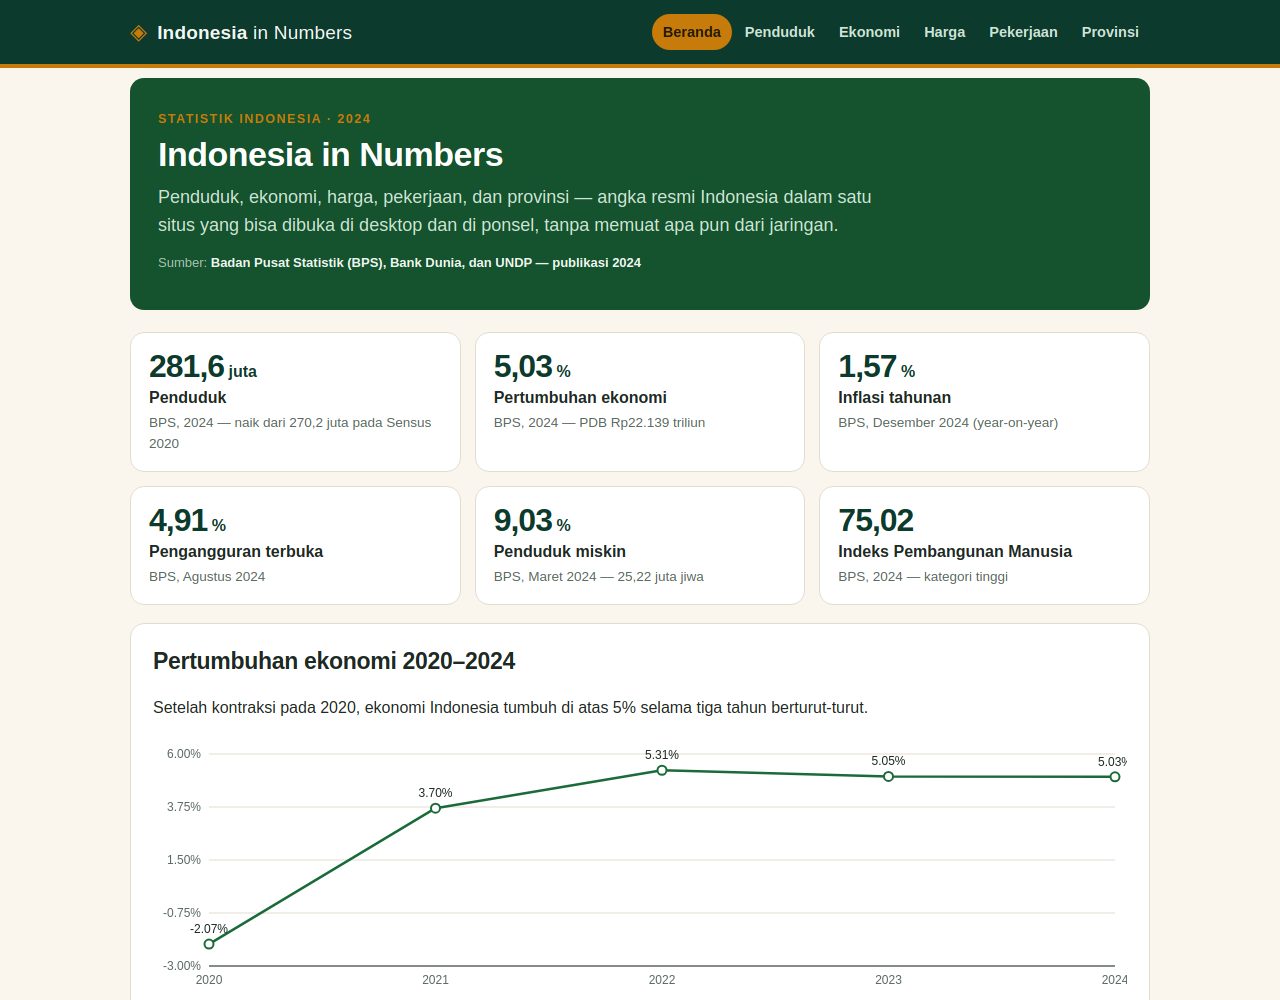 ◈ Indonesia in Numbers
Beranda Penduduk Ekonomi Harga Pekerjaan Provinsi
STATISTIK INDONESIA · 2024
Indonesia in Numbers
Penduduk, ekonomi, harga, pekerjaan, dan provinsi — angka resmi Indonesia dalam satu
situs yang bisa dibuka di desktop dan di ponsel, tanpa memuat apa pun dari jaringan.
Sumber: Badan Pusat Statistik (BPS), Bank Dunia, dan UNDP — publikasi 2024
281,6 juta
Penduduk
BPS, 2024 — naik dari 270,2 juta pada Sensus
2020
5,03 %
Pertumbuhan ekonomi
BPS, 2024 — PDB Rp22.139 triliun
1,57 %
Inflasi tahunan
BPS, Desember 2024 (year-on-year)
4,91 %
Pengangguran terbuka
BPS, Agustus 2024
9,03 %
Penduduk miskin
BPS, Maret 2024 — 25,22 juta jiwa
75,02
Indeks Pembangunan Manusia
BPS, 2024 — kategori tinggi
Pertumbuhan ekonomi 2020–2024
Setelah kontraksi pada 2020, ekonomi Indonesia tumbuh di atas 5% selama tiga tahun berturut-turut.
6.00%
3.75%
1.50%
-0.75%
-3.00%
-2.07%
3.70%
5.31%
5.05%
5.03%
2020 2021 2022 2023 2024